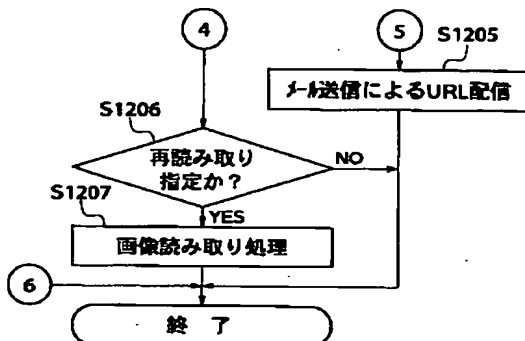 4
5
S1205
メール送信によるURL配信
S1206
再読み取り
指定か？
NO
S1207
YES
画像読み取り処理
6
終 了